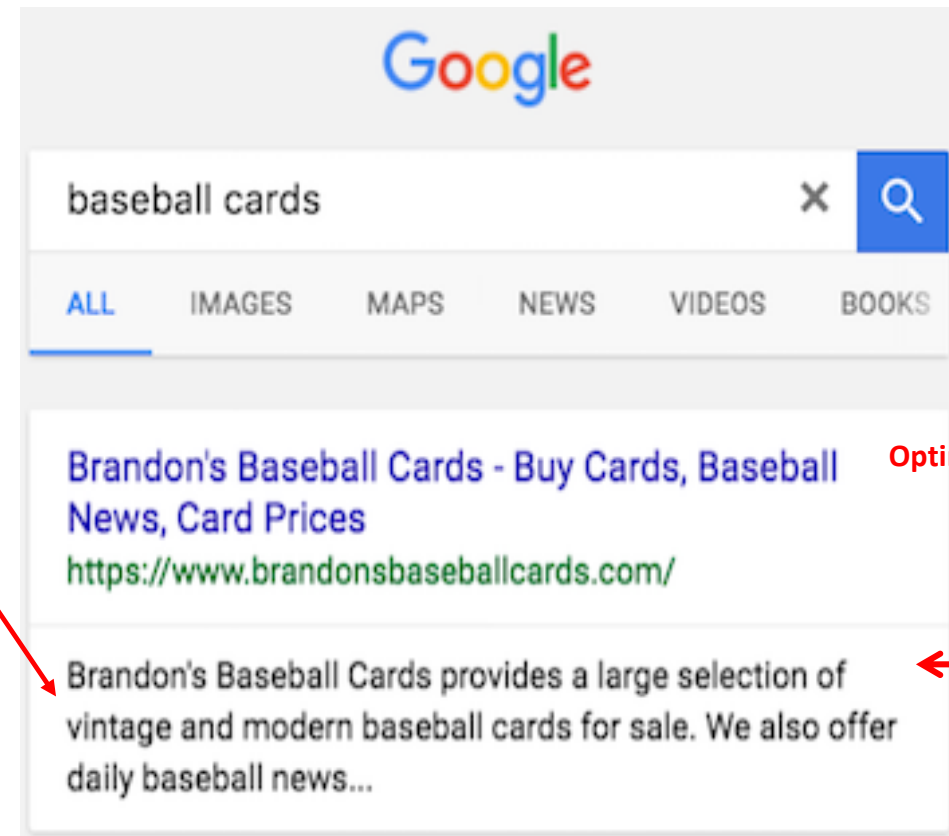 Google
baseball cards
ALL IMAGES MAPS NEWS VIDEOS BOOKS
Brandon's Baseball Cards - Buy Cards, Baseball
News, Card Prices
Opti
https://www.brandonsbaseballcards.com/
Brandon's Baseball Cards provides a large selection of
vintage and modern baseball cards for sale. We also offer
daily baseball news...